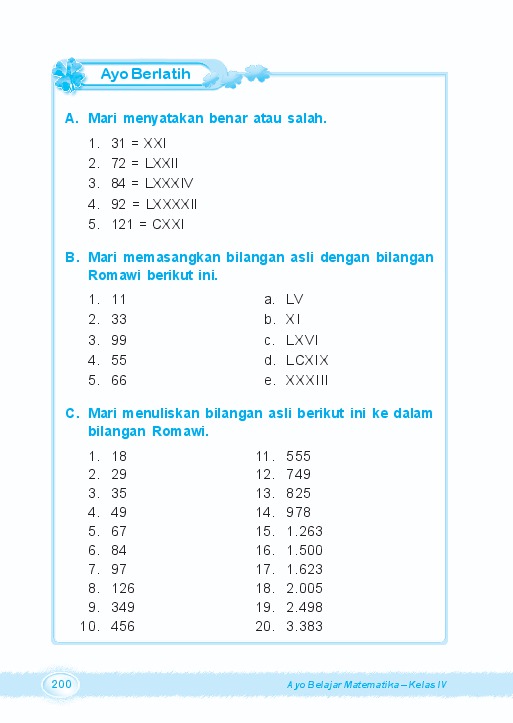 Ayo Berlatih
A. Mari menyatakan benar atau salah.
1. 31 = XXI
2. 72 = LXXII
3. 84 = LXXXIV
4. 92 = LXXXXII
5. 121 = CXXI
B. Mari memasangkan bilangan asli dengan bilangan
Romawi berikut ini.
1. 11 a. LV
2. 33 b. XI
3. 99 c. LXVI
4. 55 d. LCXIX
5. 66 e. XXXIII
C. Mari menuliskan bilangan asli berikut ini ke dalam
bilangan Romawi.
1. 18 11. 555
2. 29 12. 749
3. 35 13. 825
4. 49 14. 978
5. 67 15. 1.263
6. 84 16. 1.500
7. 97 17. 1.623
8. 126 18. 2.005
9. 349 19. 2.498
10. 456 20. 3.383
200 Ayo Belajar Matematika – Kelas IV